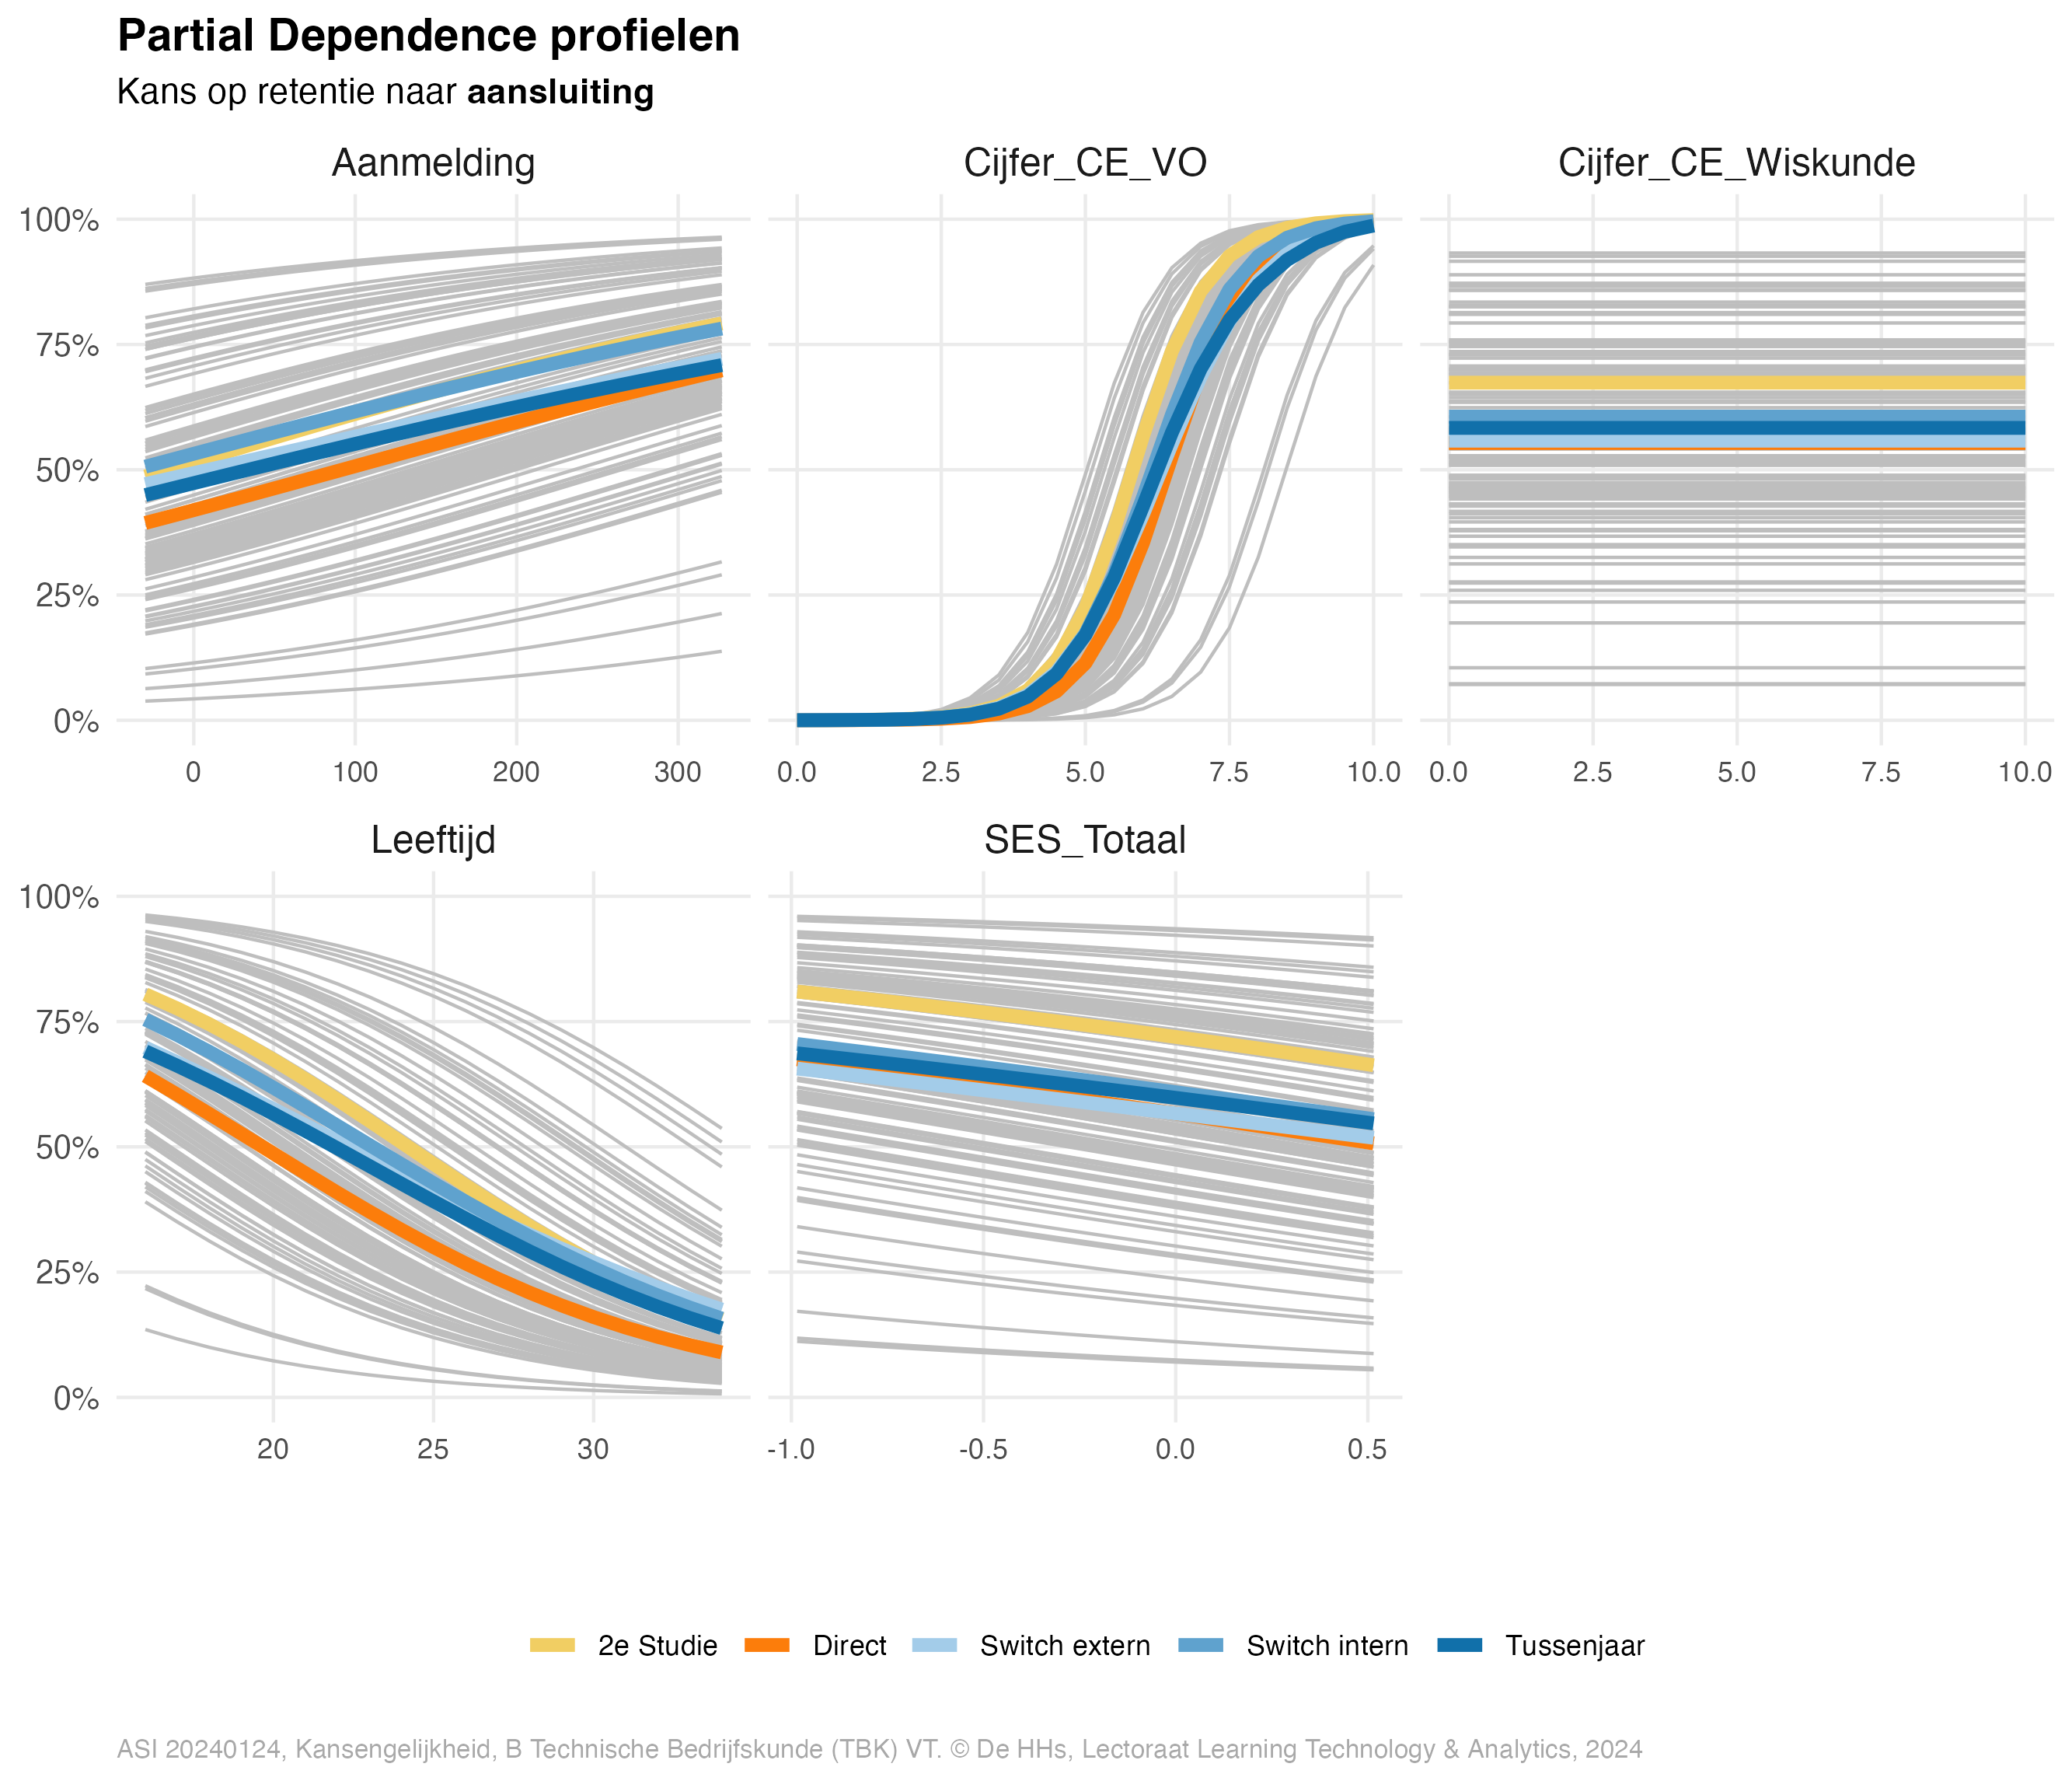 Partial Dependence profielen
Kans op retentie naar aansluiting
Aanmelding
Cijfer_CE_VO
Cijfer_CE_Wiskunde
100%
75%
50%
25%
0%
0 100 200 300
0.0 2.5 5.0 7.5 10.0
0.0 2.5 5.0 7.5 10.0
Leeftijd
SES_Totaal
100%
75%
50%
25%
0%
20 25 30
-1.0 -0.5 0.0 0.5
2e Studie Direct Switch extern Switch intern Tussenjaar
ASI 20240124, Kansengelijkheid, B Technische Bedrijfskunde (TBK) VT. © De HHs, Lectoraat Learning Technology & Analytics, 2024